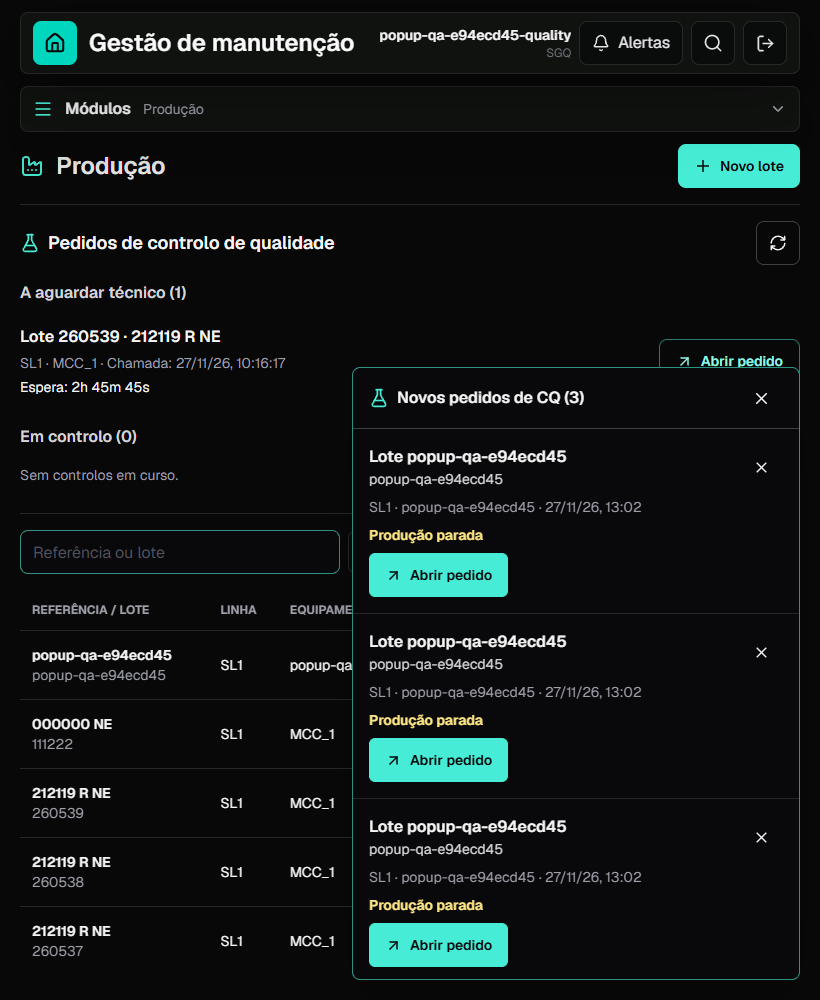 Gestão de manutenção
popup-qa-e94ecd45-quality
SGQ
Alertas
Módulos Produção
Produção
Novo lote
Pedidos de controlo de qualidade
A aguardar técnico (1)
Lote 260539 · 212119 R NE
SL1 · MCC_1 · Chamada: 27/11/26, 10:16:17
Espera: 2h 45m 45s
Abrir pedido
Em controlo (0)
Sem controlos em curso.
Referência ou lote
REFERÊNCIA / LOTE LINHA EQUIPAME
popup-qa-e94ecd45 SL1 popup-qa
popup-qa-e94ecd45
000000 NE SL1 MCC_1
111222
212119 R NE SL1 MCC_1
260539
212119 R NE SL1 MCC_1
260538
212119 R NE SL1 MCC_1
260537
Novos pedidos de CQ (3)
Lote popup-qa-e94ecd45
popup-qa-e94ecd45
SL1 · popup-qa-e94ecd45 · 27/11/26, 13:02
Produção parada
Abrir pedido
Lote popup-qa-e94ecd45
popup-qa-e94ecd45
SL1 · popup-qa-e94ecd45 · 27/11/26, 13:02
Produção parada
Abrir pedido
Lote popup-qa-e94ecd45
popup-qa-e94ecd45
SL1 · popup-qa-e94ecd45 · 27/11/26, 13:02
Produção parada
Abrir pedido